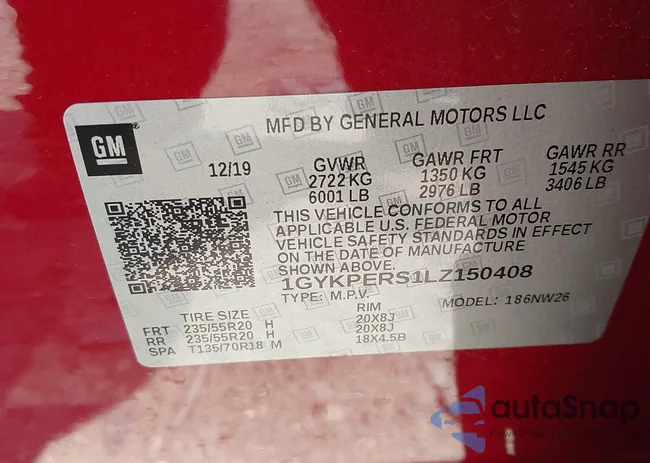 GM
MFD BY GENERAL MOTORS LLC
12/19 GVWR GAWR FRT GAWR RR
2722 KG 1350 KG 1545 KG
6001 LB 2976 LB 3406 LB
THIS VEHICLE CONFORMS TO ALL
APPLICABLE U.S. FEDERAL MOTOR
VEHICLE SAFETY STANDARDS IN EFFECT
ON THE DATE OF MANUFACTURE
SHOWN ABOVE.
1GYKPERS1LZ150408
TYPE: M.P.V. MODEL: 186NW26
TIRE SIZE RIM
FRT 235/55R20 H 20X8J
RR 235/55R20 H 20X8J
SPA T135/70R18 M 18X4.5B
autoSnap